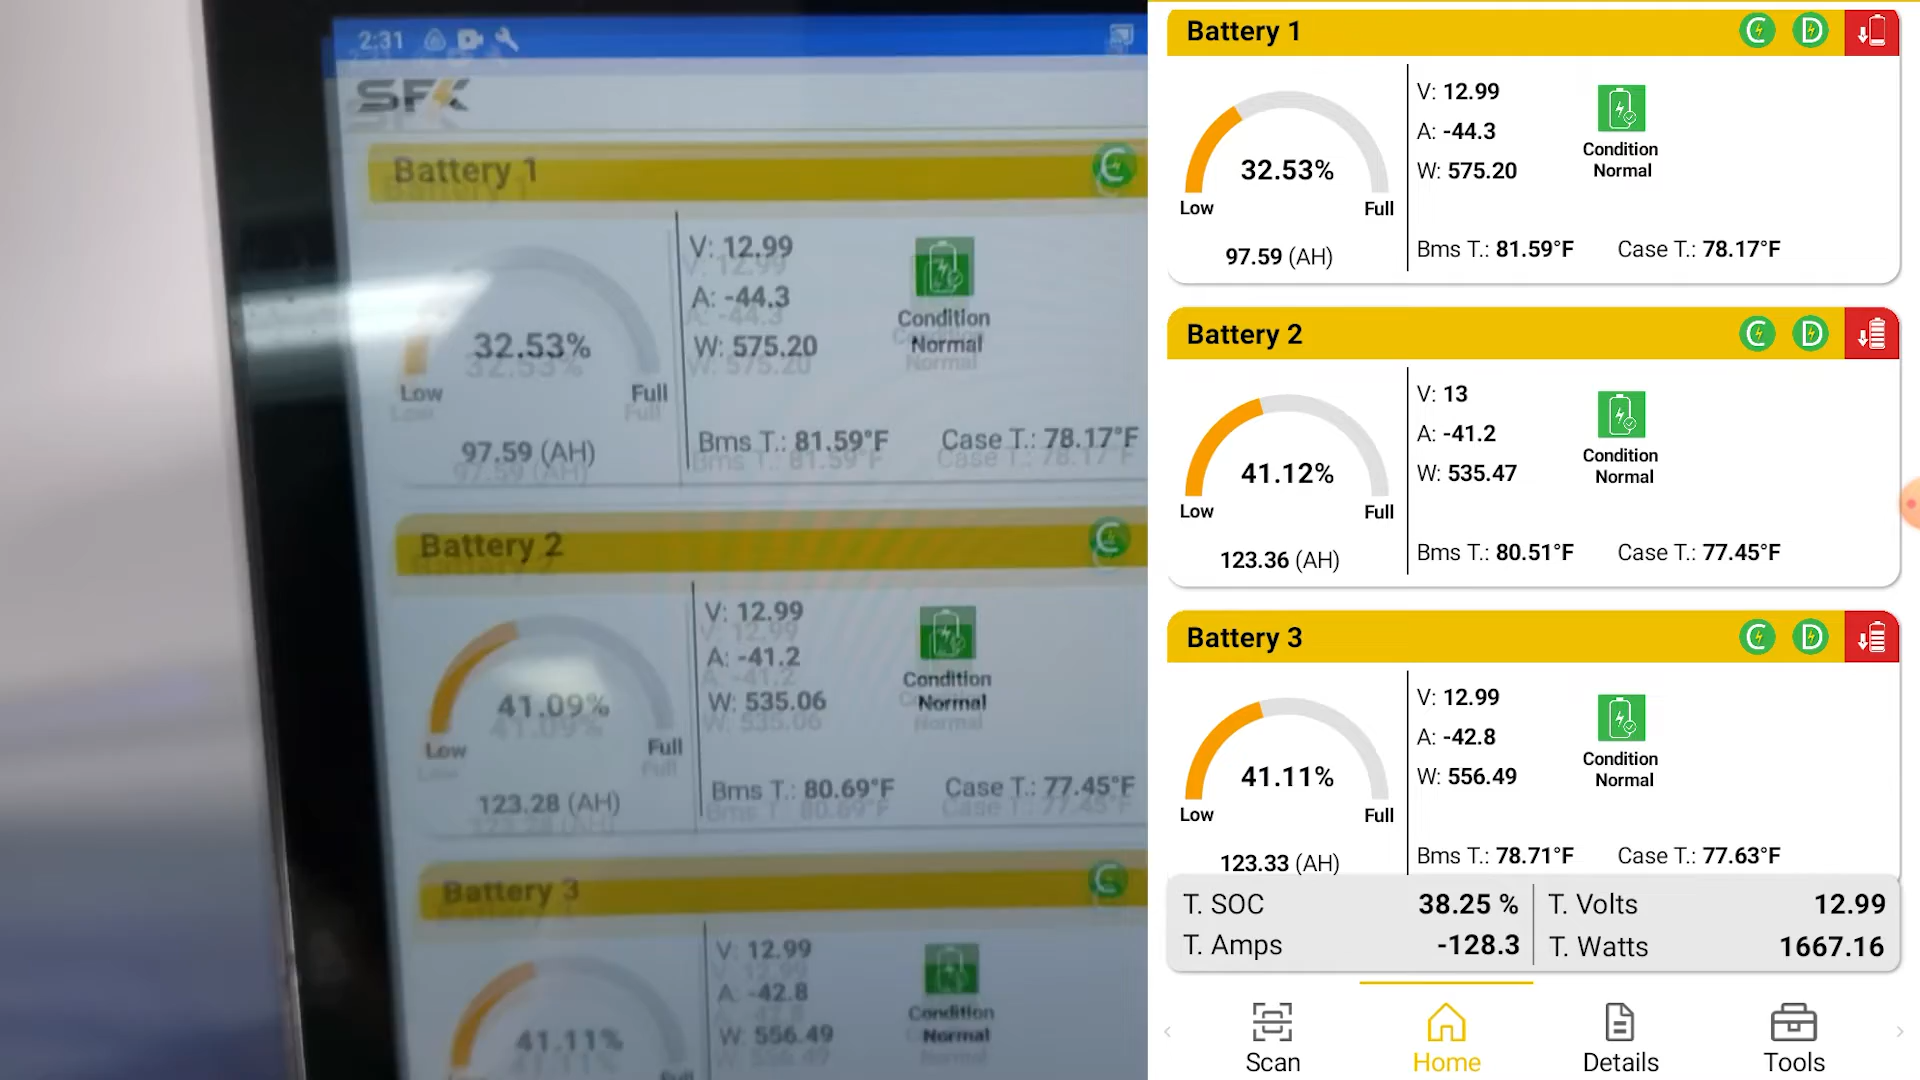 2:31
SFK
Battery 1
32.53%
Low
Full
97.59 (AH)
V: 12.99
A: -44.3
W: 575.20
Condition
Normal
Bms T.: 81.59°F
Case T.: 78.17°F
Battery 2
41.09%
Low
Full
123.28 (AH)
V: 12.99
A: -41.2
W: 535.06
Condition
Normal
Bms T.: 80.69°F
Case T.: 77.45°F
Battery 3
41.11%
Full
V: 12.99
A: -42.8
W: 556.49
Condition
Normal
Battery 1
C D
32.53%
Low
Full
97.59 (AH)
V: 12.99
A: -44.3
W: 575.20
Condition
Normal
Bms T.: 81.59°F
Case T.: 78.17°F
Battery 2
C D
41.12%
Low
Full
123.36 (AH)
V: 13
A: -41.2
W: 535.47
Condition
Normal
Bms T.: 80.51°F
Case T.: 77.45°F
Battery 3
C D
41.11%
Low
Full
123.33 (AH)
V: 12.99
A: -42.8
W: 556.49
Condition
Normal
Bms T.: 78.71°F
Case T.: 77.63°F
T. SOC 38.25 %
T. Volts 12.99
T. Amps -128.3
T. Watts 1667.16
Scan
Home
Details
Tools